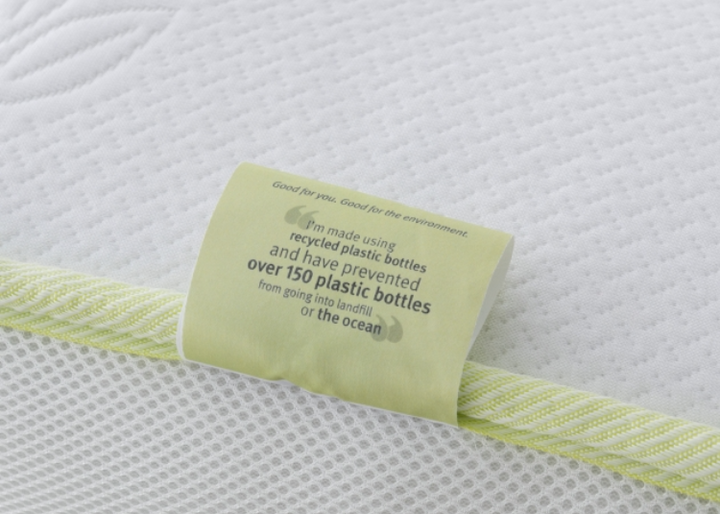 Good for you. Good for the environment.
“I'm made using
recycled plastic bottles
and have prevented
over 150 plastic bottles
from going into landfill
or the ocean”